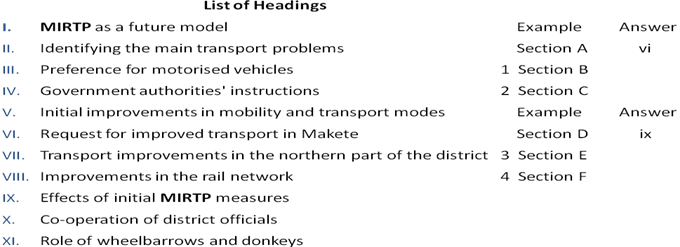 List of Headings
I. MIRTP as a future model Example Answer
II. Identifying the main transport problems Section A vi
III. Preference for motorised vehicles 1 Section B
IV. Government authorities' instructions 2 Section C
V. Initial improvements in mobility and transport modes Example Answer
VI. Request for improved transport in Makete Section D ix
VII. Transport improvements in the northern part of the district 3 Section E
VIII. Improvements in the rail network 4 Section F
IX. Effects of initial MIRTP measures
X. Co-operation of district officials
XI. Role of wheelbarrows and donkeys